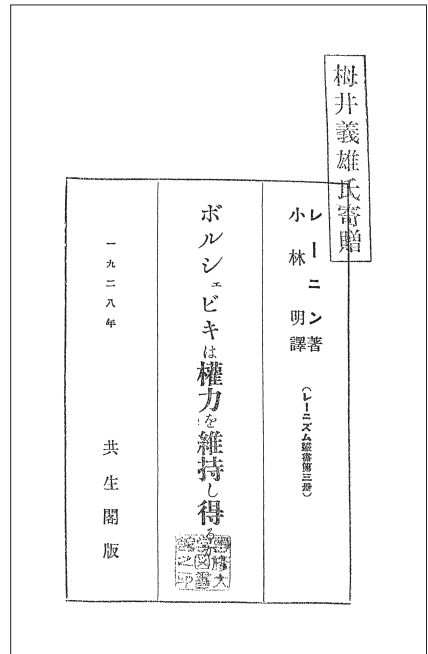 栂井義雄氏寄贈
レーニン著
小林明譯
(レーニズム叢書第三册)
ボルシェビキは權力を維持し得るか
一九二八年
共生閣版